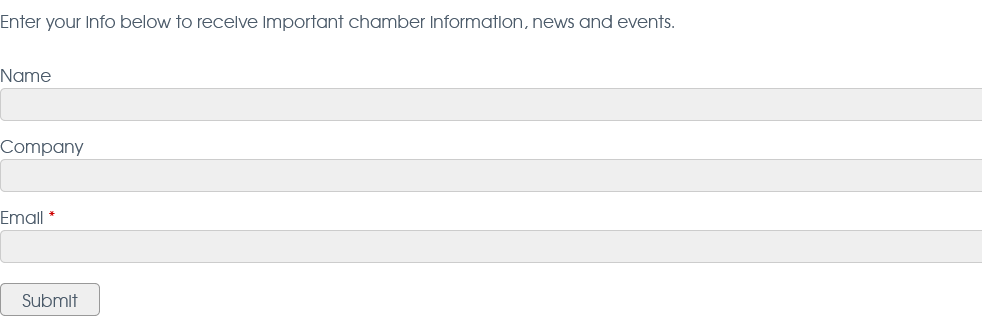 Enter your info below to receive important chamber information, news and events.
Name
Company
Email *
Submit